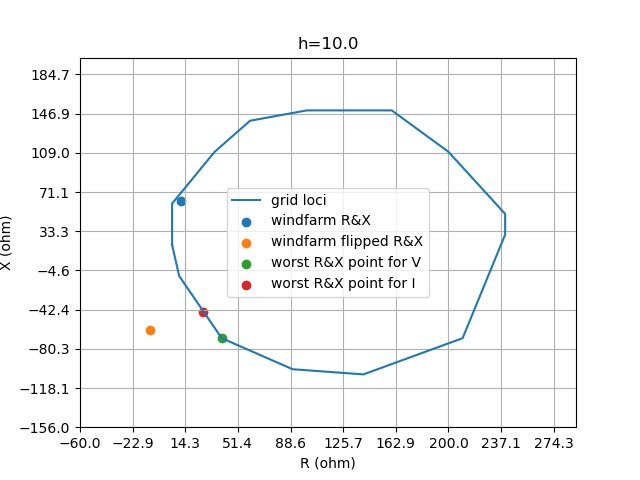 h=10.0
184.7
146.9
109.0
71.1
33.3
−4.6
−42.4
−80.3
−118.1
−156.0
X (ohm)
grid loci
windfarm R&X
windfarm flipped R&X
worst R&X point for V
worst R&X point for I
−60.0 −22.9 14.3 51.4 88.6 125.7 162.9 200.0 237.1 274.3
R (ohm)